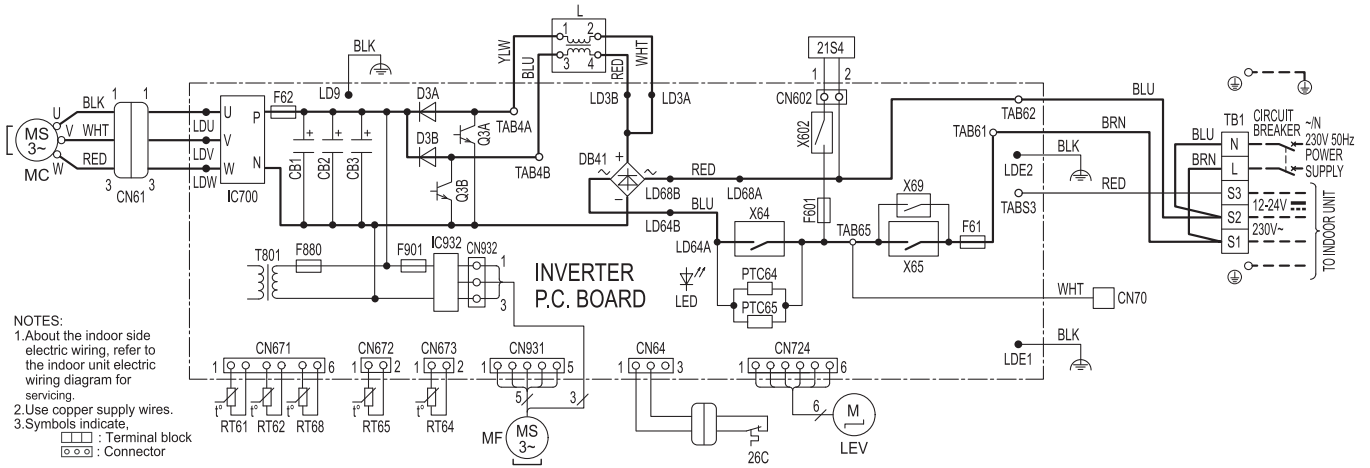 L
1 2
3 4
YLW
BLU
WHT
RED
BLK
LD9
21S4
1 2
CN602
X602
F601
LD3B
LD3A
D3A
D3B
Q3A
Q3B
TAB4A
TAB4B
F62
CB1 +
CB2 +
CB3 +
1 1
U BLK
V WHT
W RED
3 3
MS
3~
MC
CN61
LDU
LDV
LDW
U P
V
W N
IC700
DB41
+
~ ~
−
RED
LD68B
LD68A
BLU
LD64B
LD64A
X64
TAB65
X69
X65
F61
PTC64
PTC65
LED
TAB62
TAB61
BLU
BRN
LDE2
BLK
TABS3
RED
TB1
CIRCUIT
BREAKER
~/N
230V 50Hz
POWER
SUPPLY
BLU
BRN
N
L
S3
S2
S1
12-24V
230V~
TO INDOOR UNIT
WHT
CN70
LDE1
BLK
T801
F880
F901
IC932
CN932
1
3
INVERTER
P.C. BOARD
NOTES:
1.About the indoor side
electric wiring, refer to
the indoor unit electric
wiring diagram for
servicing.
2.Use copper supply wires.
3.Symbols indicate,
: Terminal block
: Connector
CN671
1 6
t° t° t°
RT61 RT62 RT68
CN672
1 2
t°
RT65
CN673
1 2
t°
RT64
CN931
1 5
5 3
MF
MS
3~
CN64
1 3
26C
CN724
1 6
6
M
LEV